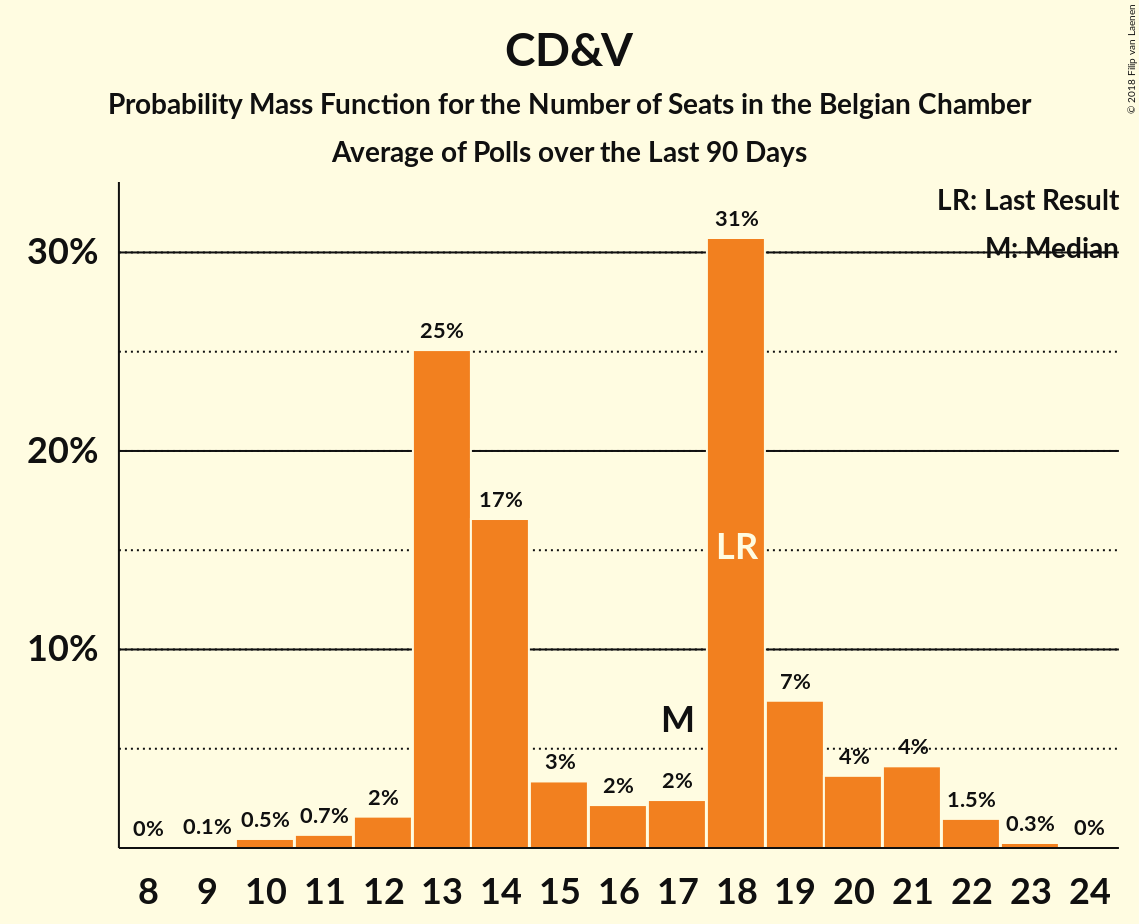 CD&V
Probability Mass Function for the Number of Seats in the Belgian Chamber
Average of Polls over the Last 90 Days
© 2018 Filip van Laenen
LR: Last Result
M: Median
30%
20%
10%
0%
0.1%
0.5%
0.7%
2%
25%
17%
3%
2%
M
2%
31%
LR
7%
4%
4%
1.5%
0.3%
0%
8 9 10 11 12 13 14 15 16 17 18 19 20 21 22 23 24